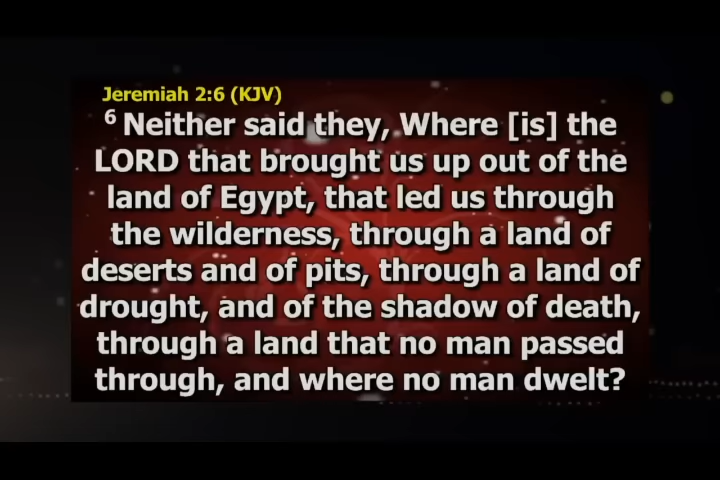 Jeremiah 2:6 (KJV)
6 Neither said they, Where [is] the
LORD that brought us up out of the
land of Egypt, that led us through
the wilderness, through a land of
deserts and of pits, through a land of
drought, and of the shadow of death,
through a land that no man passed
through, and where no man dwelt?